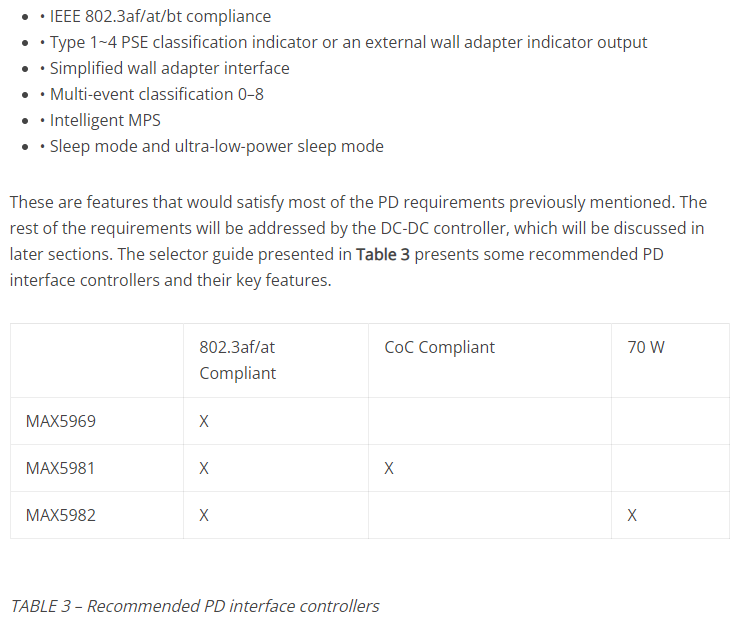 • • IEEE 802.3af/at/bt compliance
• • Type 1~4 PSE classification indicator or an external wall adapter indicator output
• • Simplified wall adapter interface
• • Multi-event classification 0–8
• • Intelligent MPS
• • Sleep mode and ultra-low-power sleep mode
These are features that would satisfy most of the PD requirements previously mentioned. The
rest of the requirements will be addressed by the DC-DC controller, which will be discussed in
later sections. The selector guide presented in Table 3 presents some recommended PD
interface controllers and their key features.
802.3af/at Compliant CoC Compliant 70 W
MAX5969 X
MAX5981 X X
MAX5982 X X
TABLE 3 – Recommended PD interface controllers